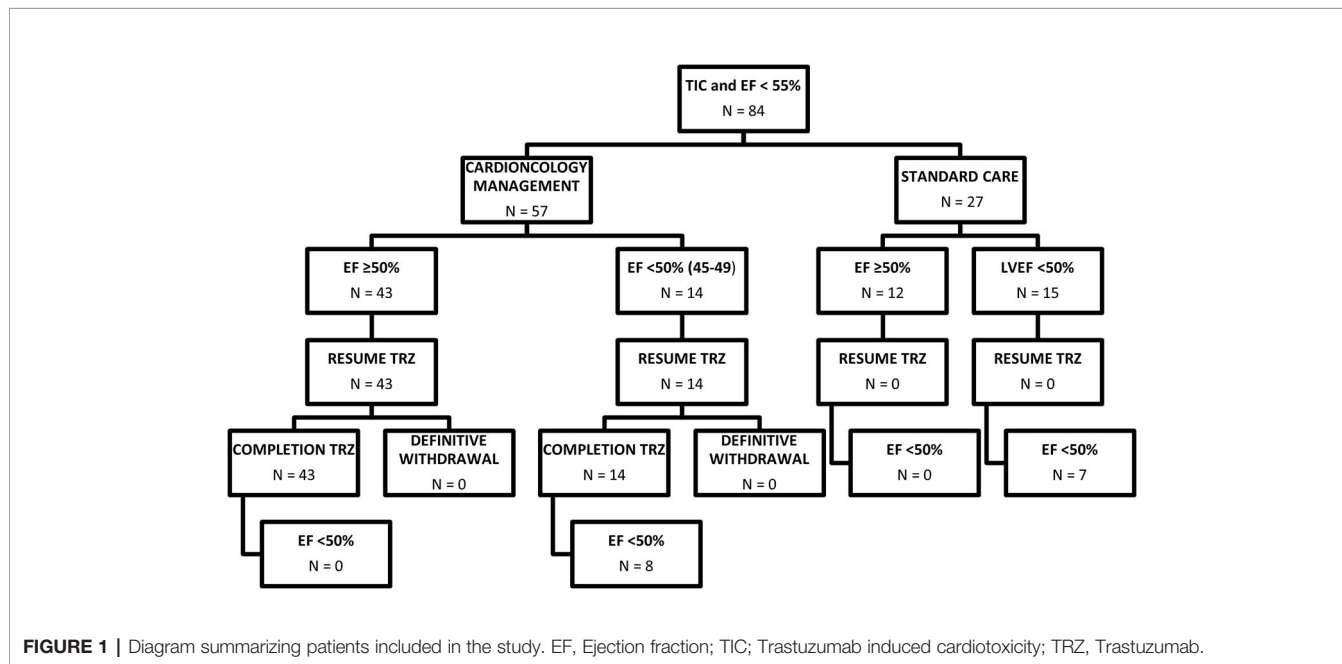 TIC and EF < 55%
N = 84
CARDIONCOLOGY
MANAGEMENT
N = 57
STANDARD CARE
N = 27
EF ≥50%
N = 43
EF <50% (45-49)
N = 14
EF ≥50%
N = 12
LVEF <50%
N = 15
RESUME TRZ
N = 43
RESUME TRZ
N = 14
RESUME TRZ
N = 0
RESUME TRZ
N = 0
COMPLETION TRZ
N = 43
DEFINITIVE
WITHDRAWAL
N = 0
COMPLETION TRZ
N = 14
DEFINITIVE
WITHDRAWAL
N = 0
EF <50%
N = 0
EF <50%
N = 7
EF <50%
N = 0
EF <50%
N = 8
FIGURE 1 | Diagram summarizing patients included in the study. EF, Ejection fraction; TIC; Trastuzumab induced cardiotoxicity; TRZ, Trastuzumab.